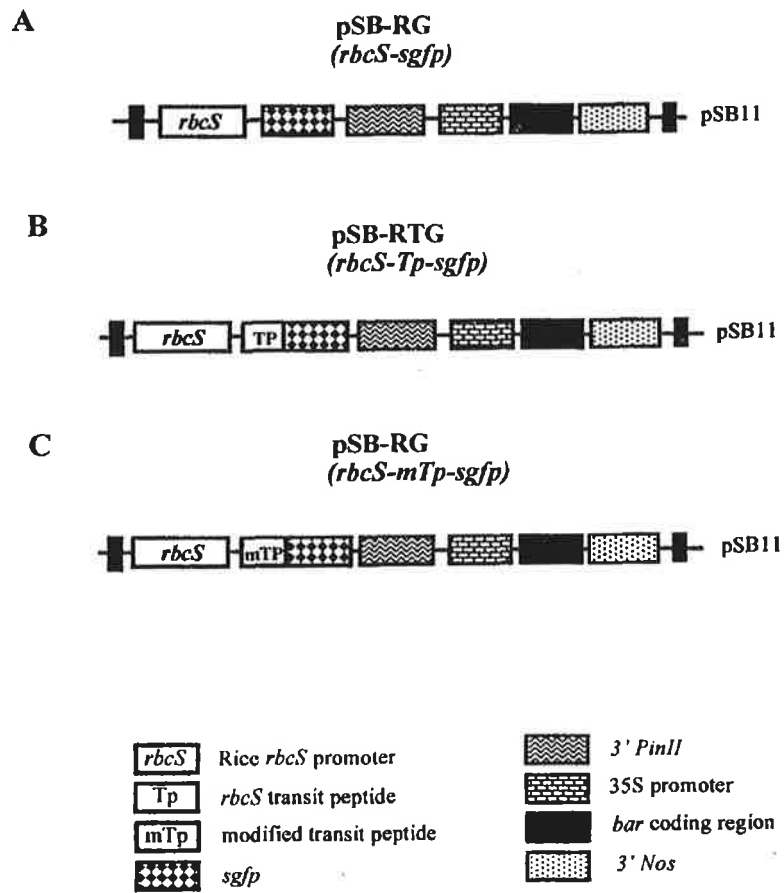 A
pSB-RG
(rbcS-sgfp)
rbcS
pSB11
B
pSB-RTG
(rbcS-Tp-sgfp)
rbcS
TP
pSB11
C
pSB-RG
(rbcS-mTp-sgfp)
rbcS
mTP
pSB11
rbcS Rice rbcS promoter
Tp rbcS transit peptide
mTp modified transit peptide
sgfp
3' PinII
35S promoter
bar coding region
3' Nos